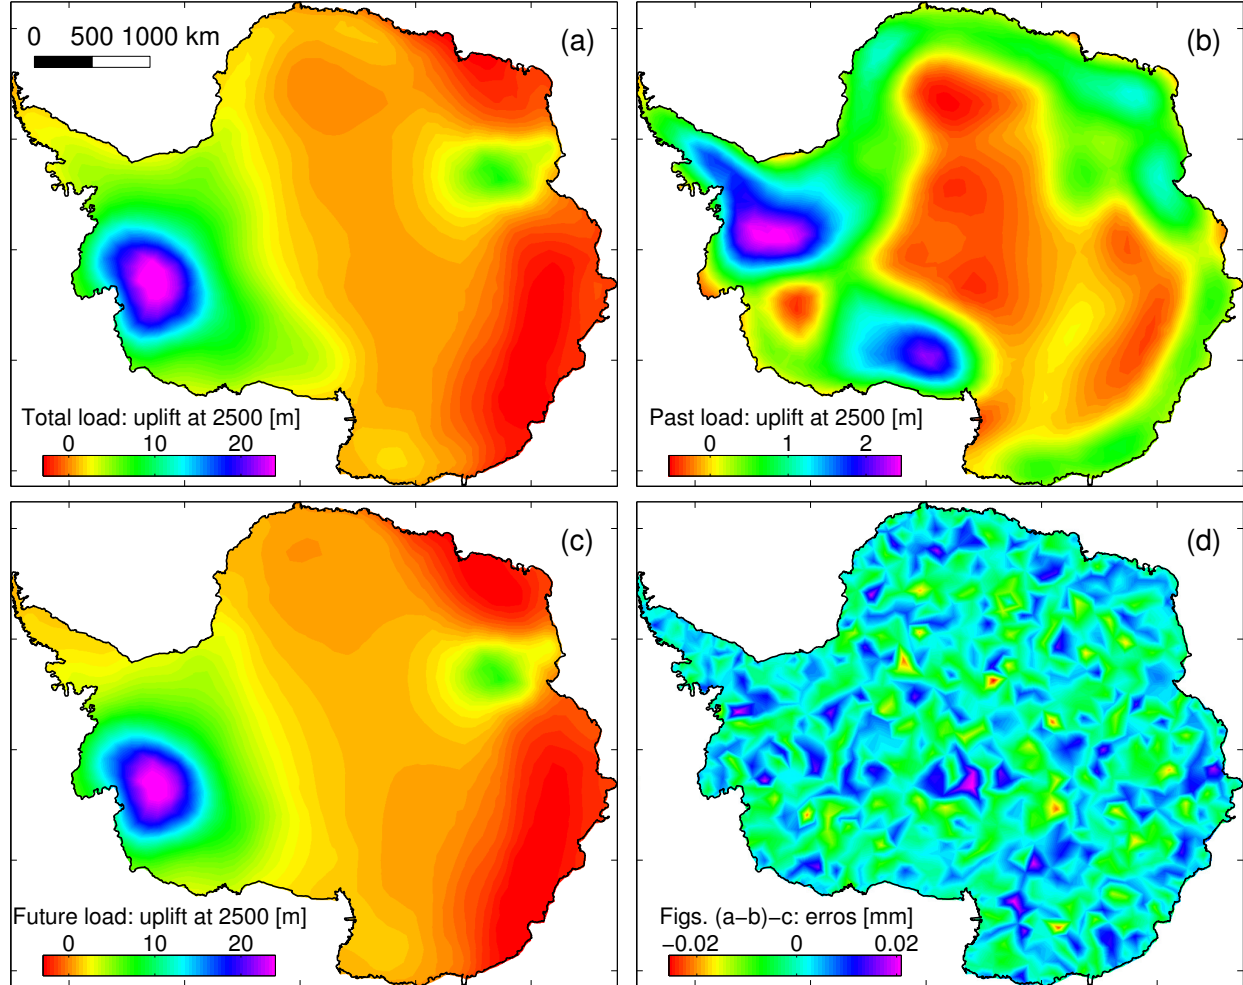 0 500 1000 km
(a)
Total load: uplift at 2500 [m]
0 10 20
(b)
Past load: uplift at 2500 [m]
0 1 2
(c)
Future load: uplift at 2500 [m]
0 10 20
(d)
Figs. (a−b)−c: erros [mm]
−0.02 0 0.02